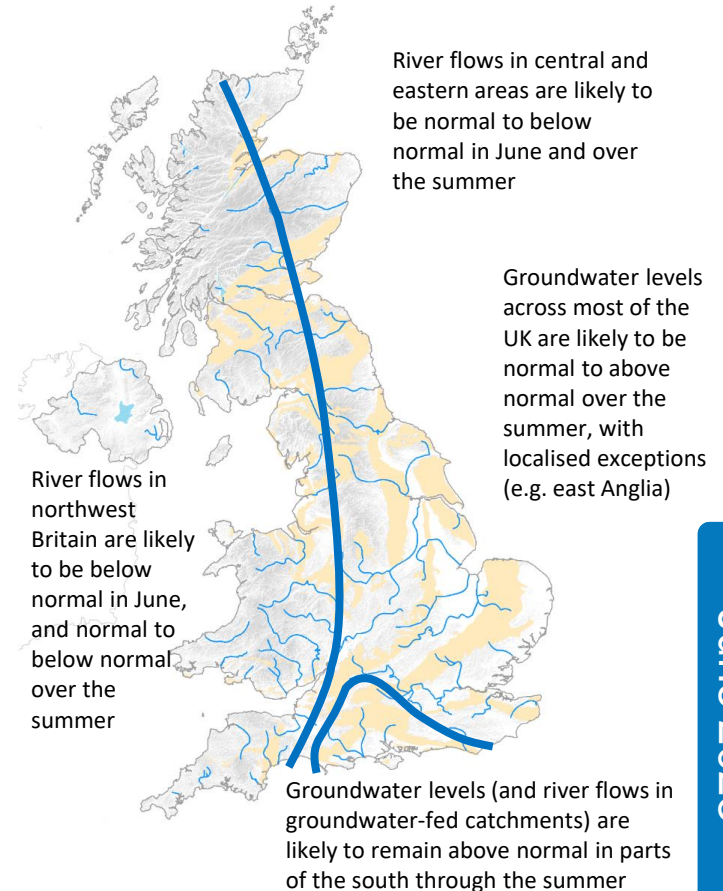 River flows in central and
eastern areas are likely to
be normal to below
normal in June and over
the summer
Groundwater levels
across most of the
UK are likely to be
normal to above
normal over the
summer, with
localised exceptions
(e.g. east Anglia)
River flows in
northwest
Britain are likely
to be below
normal in June,
and normal to
below normal
over the
summer
Groundwater levels (and river flows in
groundwater-fed catchments) are
likely to remain above normal in parts
of the south through the summer